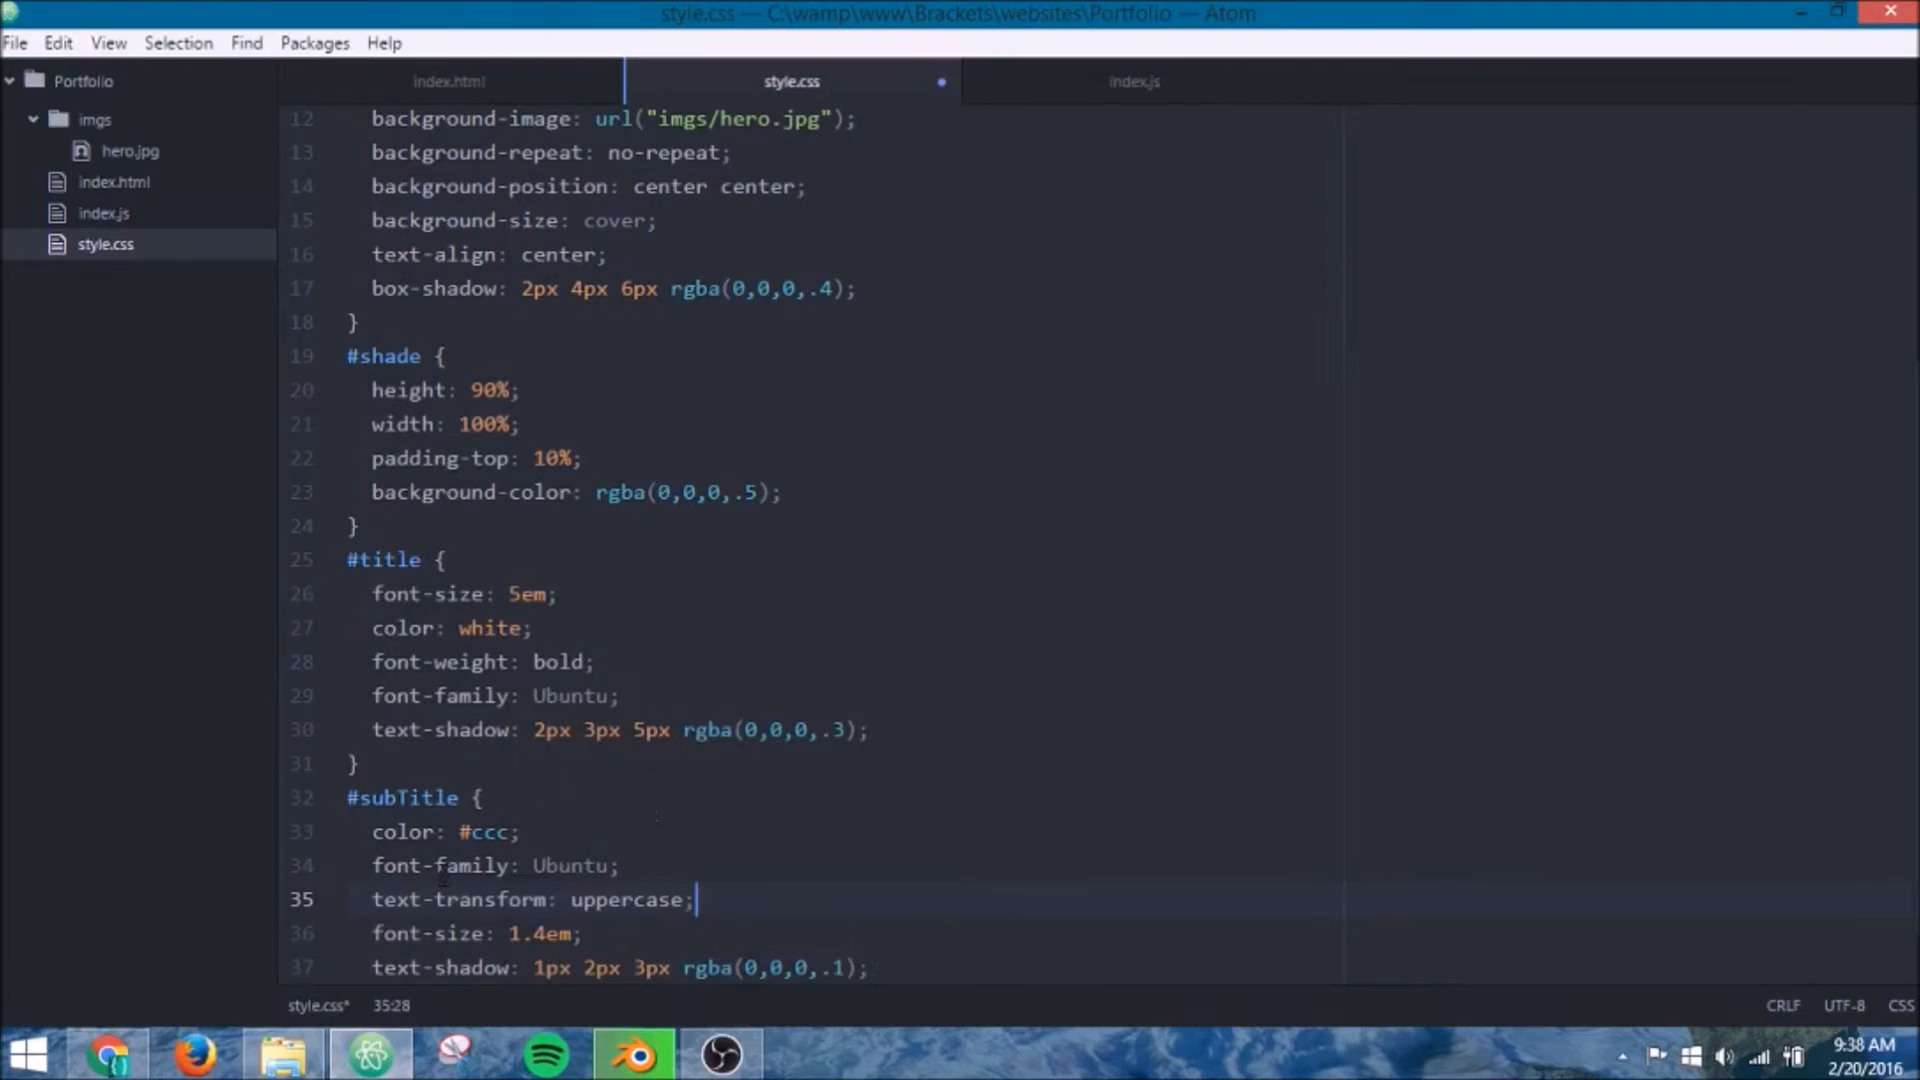 style.css — C:\wamp\www\Brackets\websites\Portfolio — Atom
File Edit View Selection Find Packages Help
Portfolio
imgs
hero.jpg
index.html
index.js
style.css
index.html style.css index.js
12 background-image: url("imgs/hero.jpg");
13 background-repeat: no-repeat;
14 background-position: center center;
15 background-size: cover;
16 text-align: center;
17 box-shadow: 2px 4px 6px rgba(0,0,0,.4);
18 }
19 #shade {
20 height: 90%;
21 width: 100%;
22 padding-top: 10%;
23 background-color: rgba(0,0,0,.5);
24 }
25 #title {
26 font-size: 5em;
27 color: white;
28 font-weight: bold;
29 font-family: Ubuntu;
30 text-shadow: 2px 3px 5px rgba(0,0,0,.3);
31 }
32 #subTitle {
33 color: #ccc;
34 font-family: Ubuntu;
35 text-transform: uppercase;
36 font-size: 1.4em;
37 text-shadow: 1px 2px 3px rgba(0,0,0,.1);
style.css* 35:28 CRLF UTF-8 CSS
9:38 AM
2/20/2016